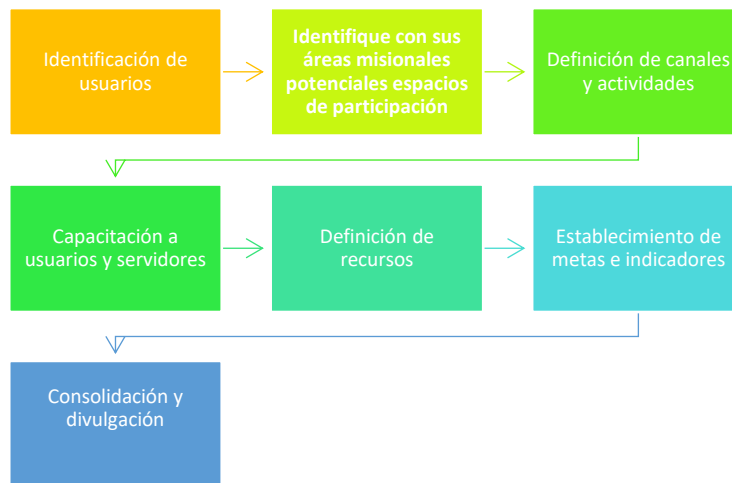 Identificación de
usuarios
Identifique con sus
áreas misionales
potenciales espacios
de participación
Definición de canales
y actividades
Capacitación a
usuarios y servidores
Definición de
recursos
Establecimiento de
metas e indicadores
Consolidación y
divulgación